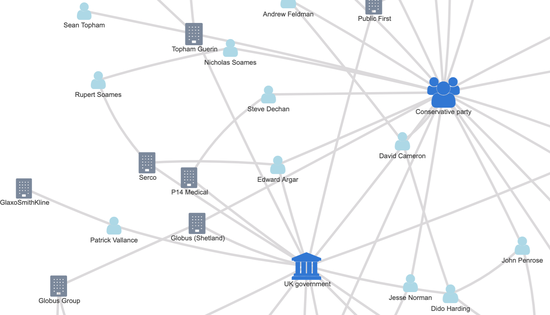 Andrew Feldman
Public First
Sean Topham
Topham Guerin
Nicholas Soames
Rupert Soames
Steve Dechan
Conservative party
David Cameron
Serco
Edward Argar
P14 Medical
GlaxoSmithKline
Patrick Vallance
Globus (Shetland)
John Penrose
UK government
Jesse Norman
Globus Group
Dido Harding